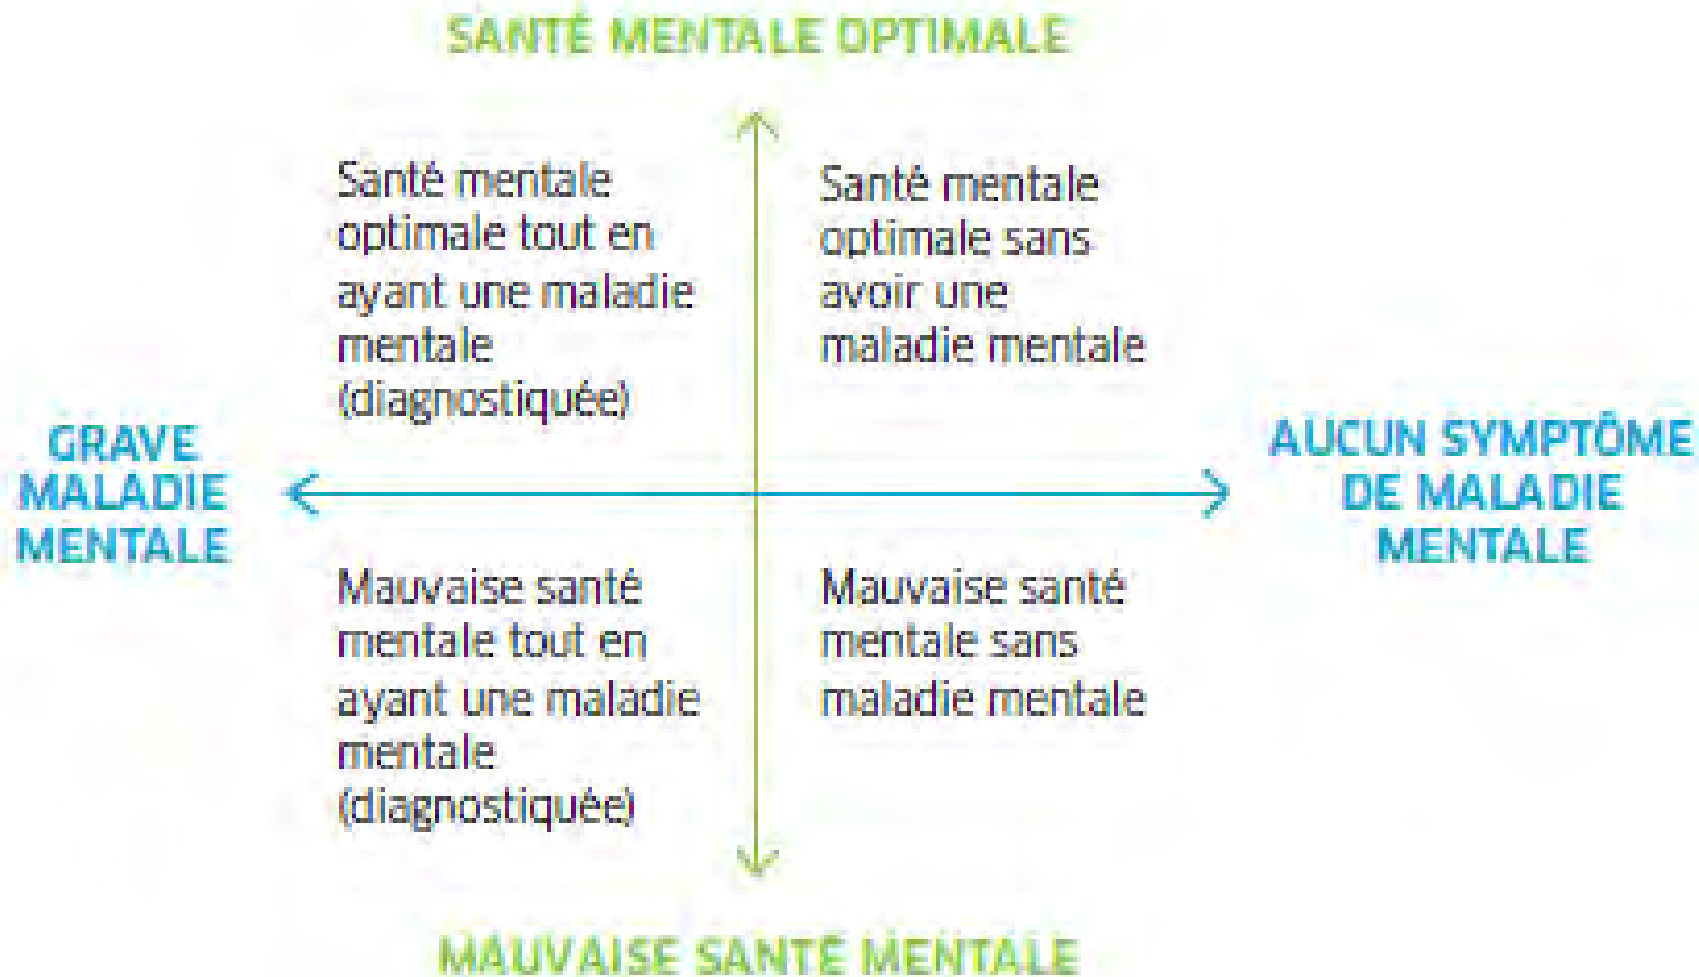 SANTÉ MENTALE OPTIMALE
Santé mentale
optimale tout en
ayant une maladie
mentale
(diagnostiquée)
Santé mentale
optimale sans
avoir une
maladie mentale
GRAVE
MALADIE
MENTALE
AUCUN SYMPTÔME
DE MALADIE
MENTALE
Mauvaise santé
mentale tout en
ayant une maladie
mentale
(diagnostiquée)
Mauvaise santé
mentale sans
maladie mentale
MAUVAISE SANTÉ MENTALE